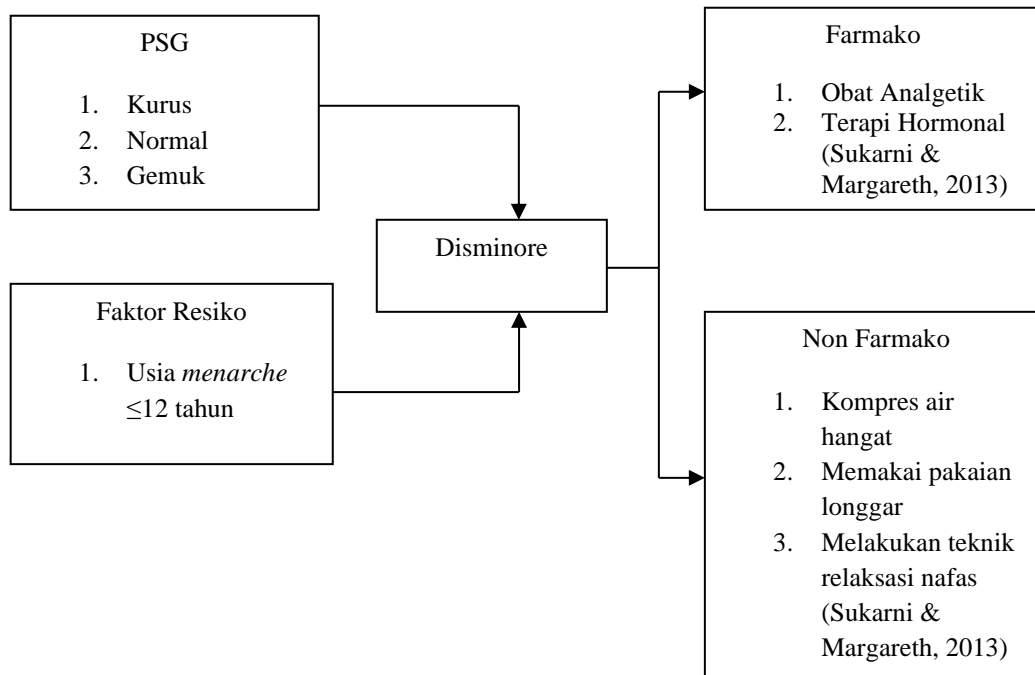 PSG
1. Kurus
2. Normal
3. Gemuk
Faktor Resiko
1. Usia menarche
≤12 tahun
Disminore
Farmako
1. Obat Analgetik
2. Terapi Hormonal
(Sukarni &
Margareth, 2013)
Non Farmako
1. Kompres air
hangat
2. Memakai pakaian
longgar
3. Melakukan teknik
relaksasi nafas
(Sukarni &
Margareth, 2013)